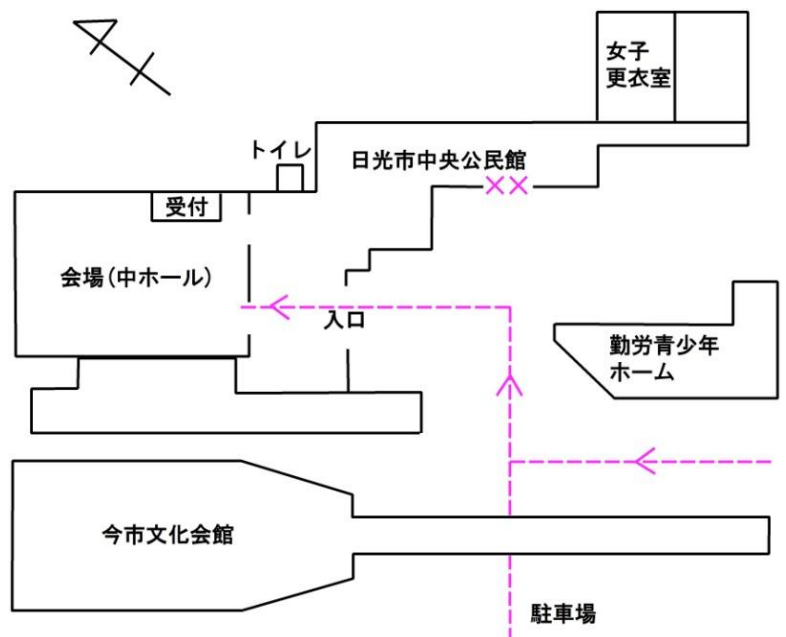 女子
更衣室
トイレ
日光市中央公民館
受付
会場(中ホール)
入口
勤労青少年
ホーム
今市文化会館
駐車場